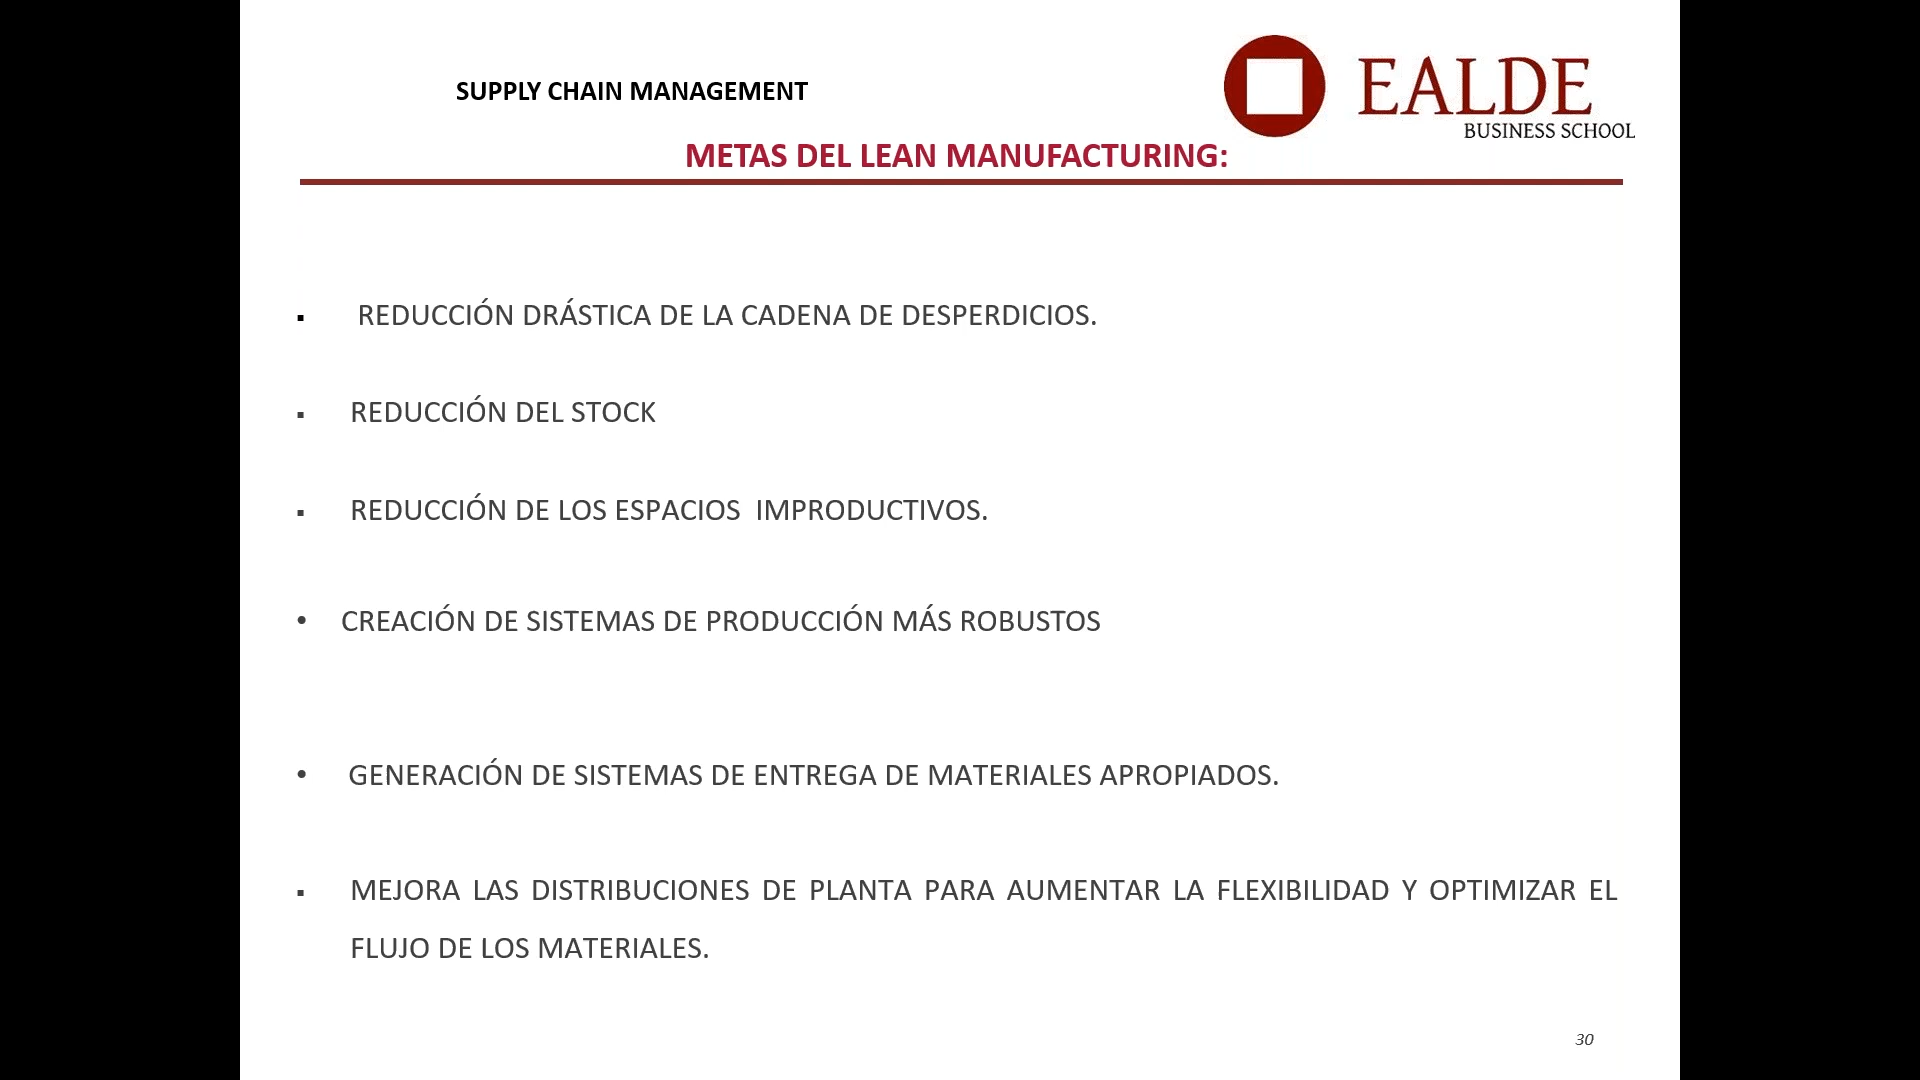 SUPPLY CHAIN MANAGEMENT
EALDE
BUSINESS SCHOOL
METAS DEL LEAN MANUFACTURING:
▪ REDUCCIÓN DRÁSTICA DE LA CADENA DE DESPERDICIOS.
▪ REDUCCIÓN DEL STOCK
▪ REDUCCIÓN DE LOS ESPACIOS IMPRODUCTIVOS.
• CREACIÓN DE SISTEMAS DE PRODUCCIÓN MÁS ROBUSTOS
• GENERACIÓN DE SISTEMAS DE ENTREGA DE MATERIALES APROPIADOS.
▪ MEJORA LAS DISTRIBUCIONES DE PLANTA PARA AUMENTAR LA FLEXIBILIDAD Y OPTIMIZAR EL
FLUJO DE LOS MATERIALES.
30